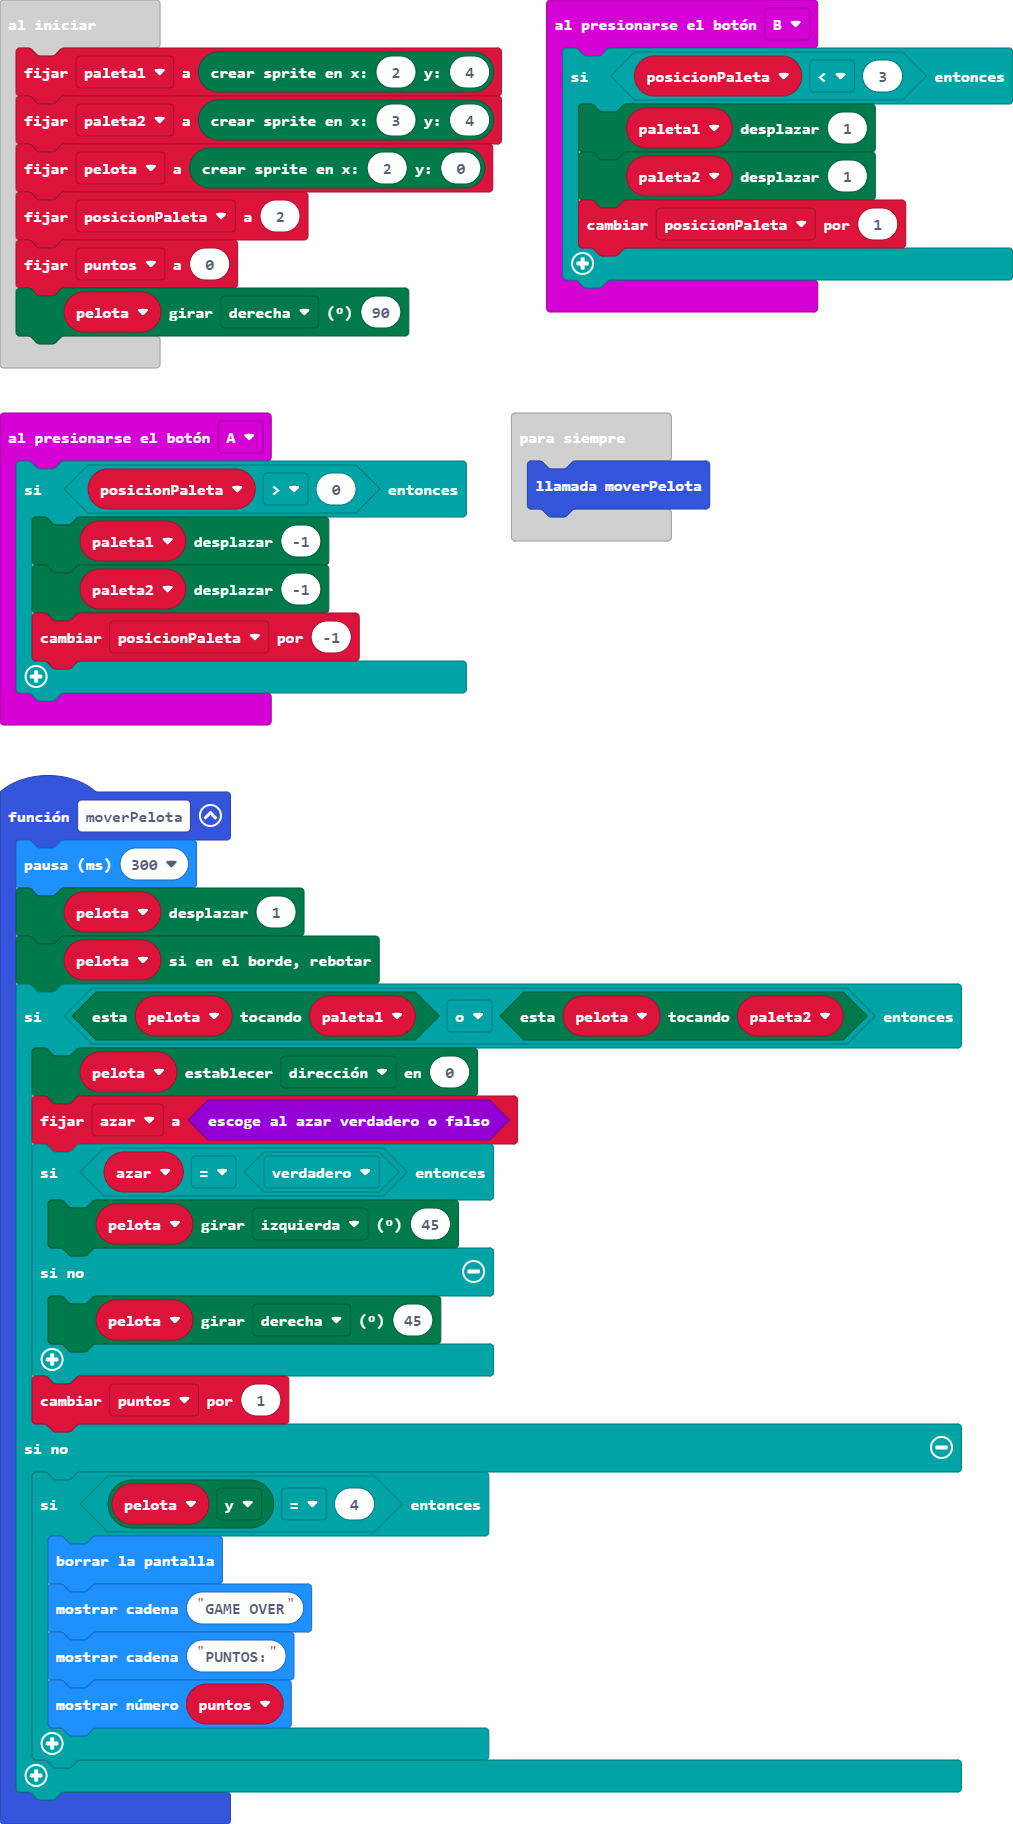 al iniciar
fijar paleta1 a crear sprite en x: 2 y: 4
fijar paleta2 a crear sprite en x: 3 y: 4
fijar pelota a crear sprite en x: 2 y: 0
fijar posicionPaleta a 2
fijar puntos a 0
pelota girar derecha (º) 90
al presionarse el botón B
si posicionPaleta < 3 entonces
paleta1 desplazar 1
paleta2 desplazar 1
cambiar posicionPaleta por 1
al presionarse el botón A
si posicionPaleta > 0 entonces
paleta1 desplazar -1
paleta2 desplazar -1
cambiar posicionPaleta por -1
para siempre
llamada moverPelota
función moverPelota
pausa (ms) 300
pelota desplazar 1
pelota si en el borde, rebotar
si esta pelota tocando paleta1 o esta pelota tocando paleta2 entonces
pelota establecer dirección en 0
fijar azar a escoge al azar verdadero o falso
si azar = verdadero entonces
pelota girar izquierda (º) 45
si no
pelota girar derecha (º) 45
cambiar puntos por 1
si no
si pelota y = 4 entonces
borrar la pantalla
mostrar cadena "GAME OVER"
mostrar cadena "PUNTOS:"
mostrar número puntos